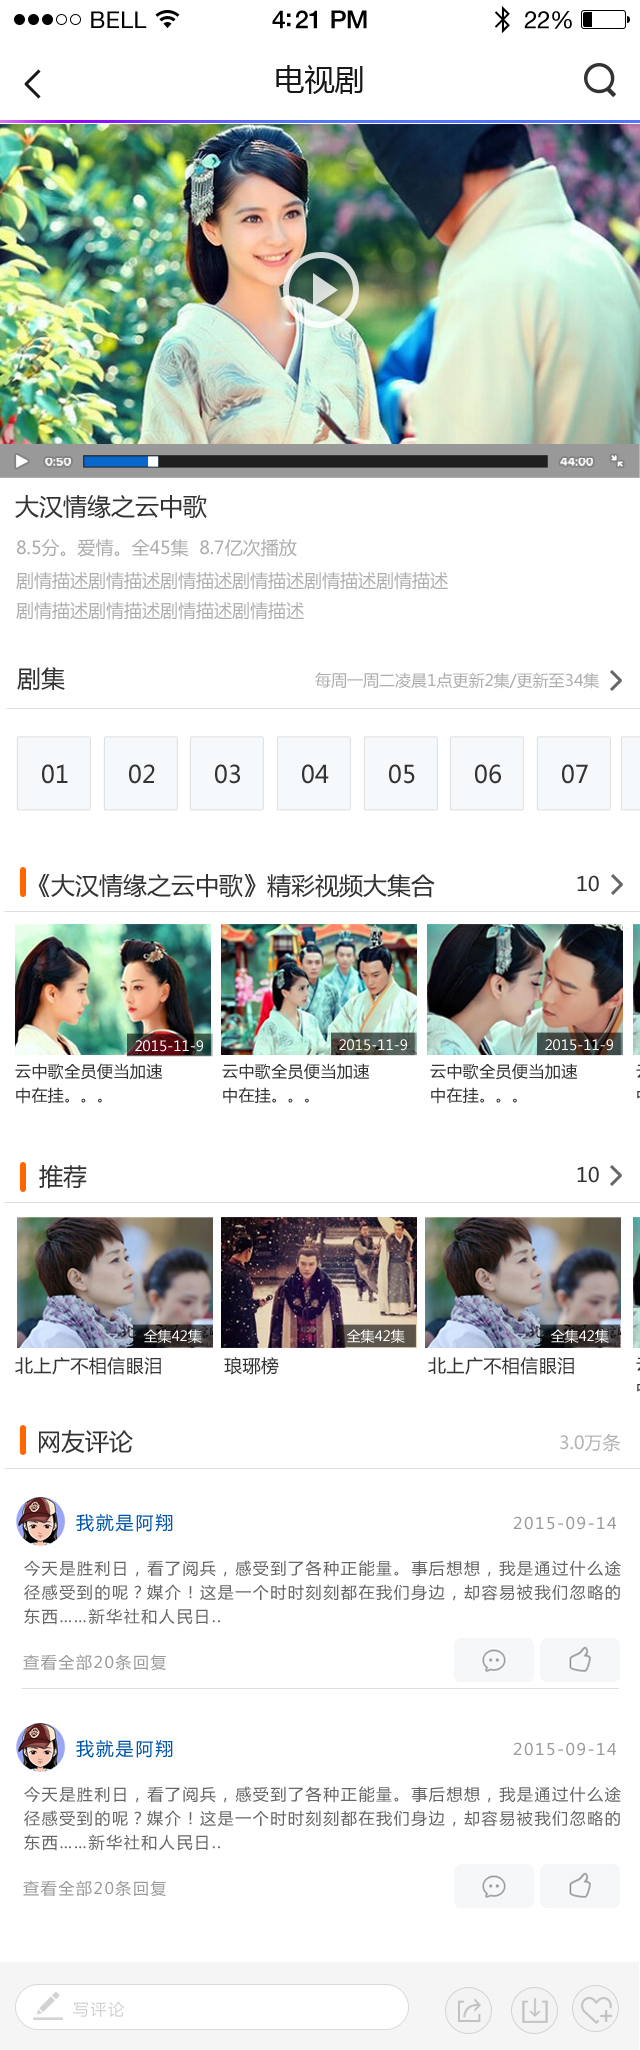 BELL 4:21 PM 22%
电视剧
0:50 44:00
大汉情缘之云中歌
8.5分。爱情。全45集 8.7亿次播放
剧情描述剧情描述剧情描述剧情描述剧情描述剧情描述
剧情描述剧情描述剧情描述剧情描述
剧集 每周一周二凌晨1点更新2集/更新至34集
01 02 03 04 05 06 07
《大汉情缘之云中歌》精彩视频大集合 10
2015-11-9 2015-11-9 2015-11-9
云中歌全员便当加速 云中歌全员便当加速 云中歌全员便当加速
中在挂。。。 中在挂。。。 中在挂。。。
推荐 10
全集42集 全集42集 全集42集
北上广不相信眼泪 琅琊榜 北上广不相信眼泪
网友评论 3.0万条
我就是阿翔 2015-09-14
今天是胜利日，看了阅兵，感受到了各种正能量。事后想想，我是通过什么途
径感受到的呢？媒介！这是一个时时刻刻都在我们身边，却容易被我们忽略的
东西......新华社和人民日..
查看全部20条回复
我就是阿翔 2015-09-14
今天是胜利日，看了阅兵，感受到了各种正能量。事后想想，我是通过什么途
径感受到的呢？媒介！这是一个时时刻刻都在我们身边，却容易被我们忽略的
东西......新华社和人民日..
查看全部20条回复
写评论